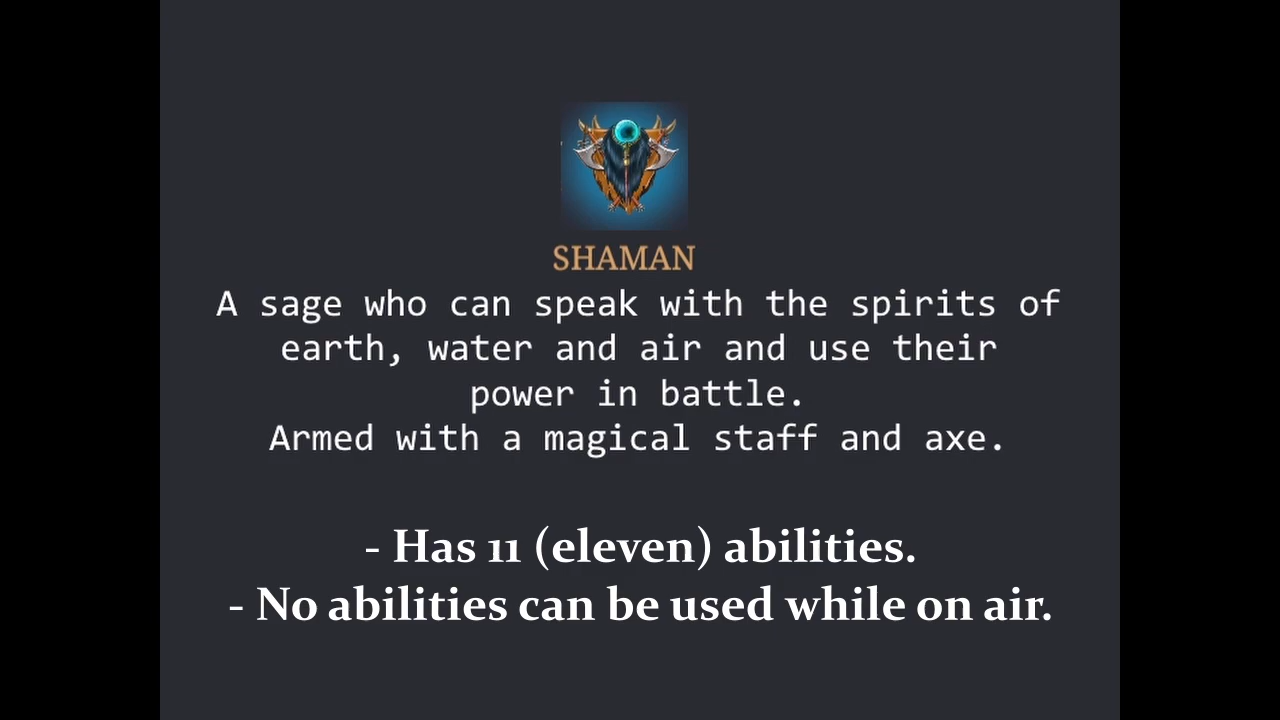 SHAMAN
A sage who can speak with the spirits of
earth, water and air and use their
power in battle.
Armed with a magical staff and axe.
- Has 11 (eleven) abilities.
- No abilities can be used while on air.